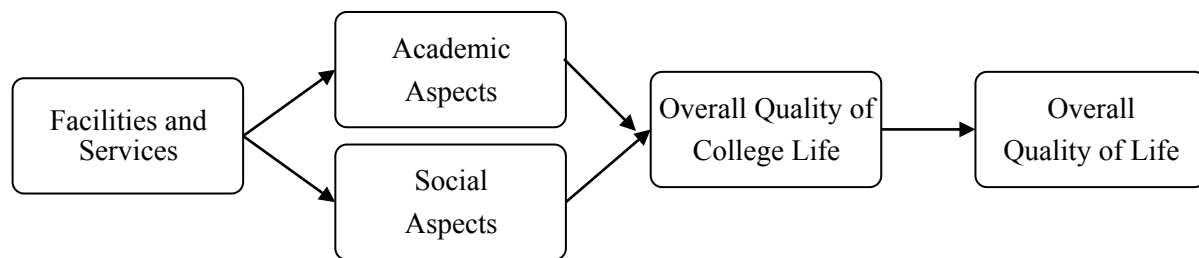 Facilities and
Services
Academic
Aspects
Social
Aspects
Overall Quality of
College Life
Overall
Quality of Life